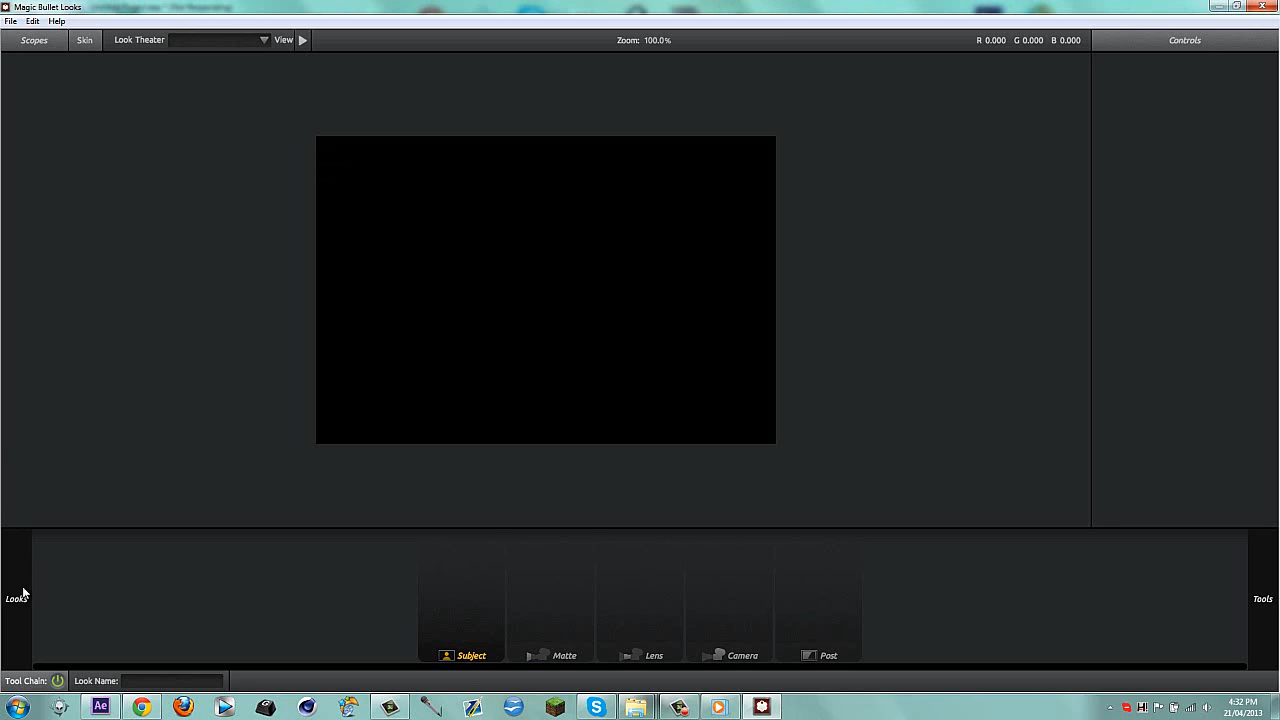 Magic Bullet Looks
File Edit Help
Scopes Skin Look Theater View Zoom: 100.0% R 0.000 G 0.000 B 0.000 Controls
Looks
Tools
Subject Matte Lens Camera Post
Tool Chain: Look Name:
Ae
4:32 PM
21/04/2013